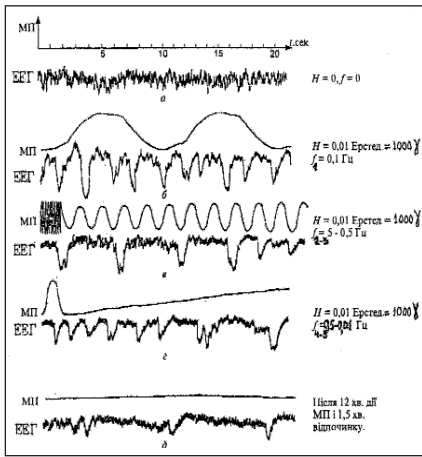 МП
5 10 15 20 t.сек
ЕЕГ
H = 0, f = 0
а
МП
ЕЕГ
H = 0,01 Ерстед = 1000 γ
f = 0,1 Гц
б
МП
ЕЕГ
H = 0,01 Ерстед = 1000 γ
f = 5 - 0,5 Гц
в
МП
ЕЕГ
H = 0,01 Ерстед = 1000 γ
Гц
г
МП
ЕЕГ
Після 12 хв. дії
МП і 1,5 хв.
відпочинку.
д